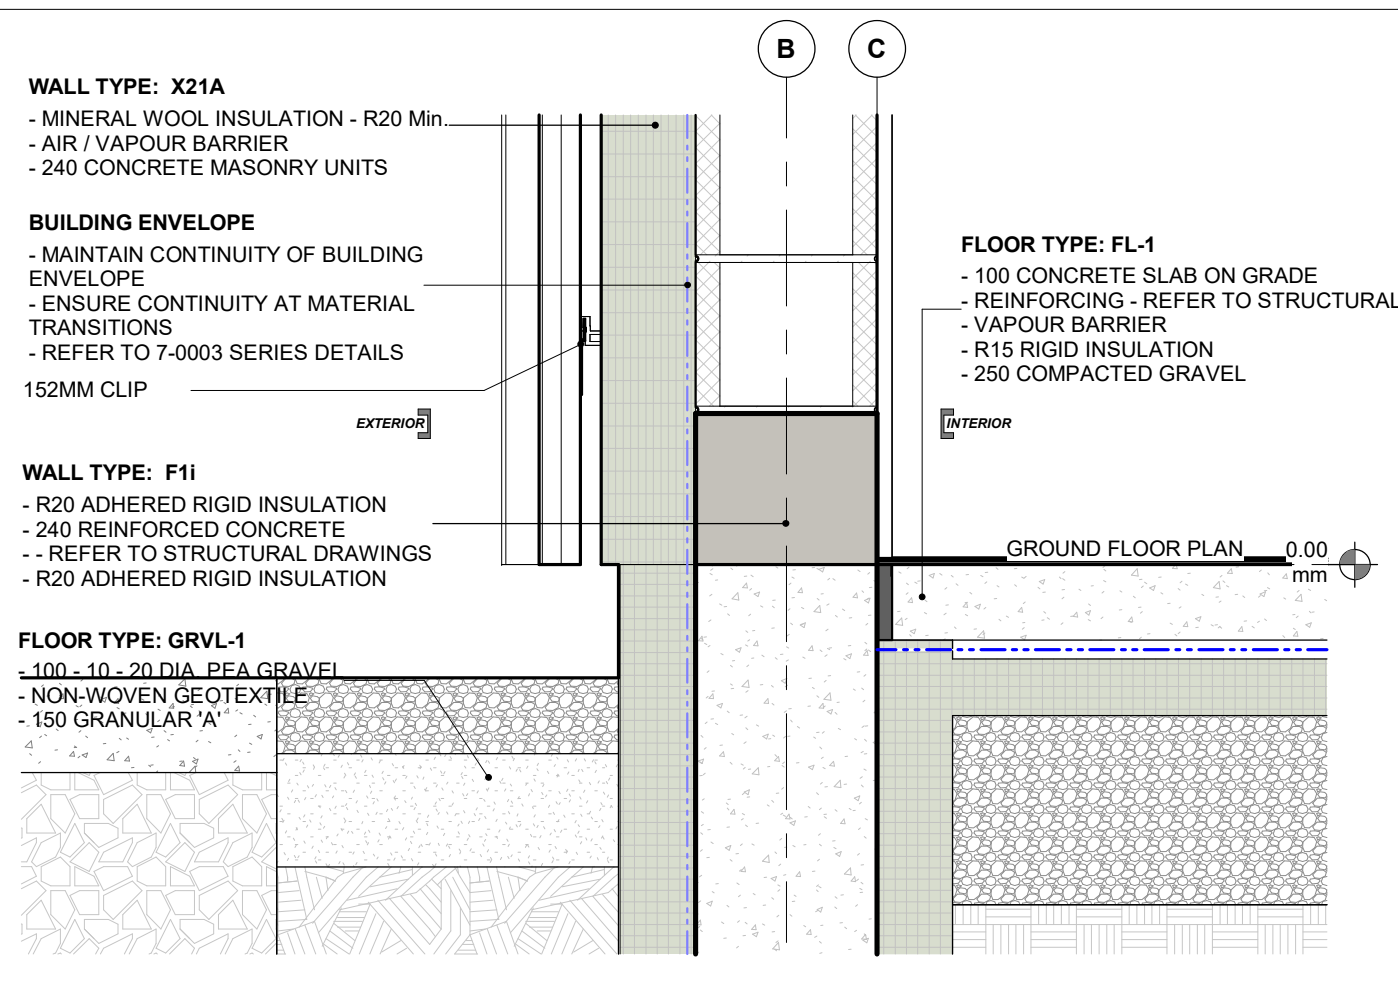 B
C
WALL TYPE: X21A
- MINERAL WOOL INSULATION - R20 Min.
- AIR / VAPOUR BARRIER
- 240 CONCRETE MASONRY UNITS
BUILDING ENVELOPE
- MAINTAIN CONTINUITY OF BUILDING
ENVELOPE
- ENSURE CONTINUITY AT MATERIAL
TRANSITIONS
- REFER TO 7-0003 SERIES DETAILS
152MM CLIP
EXTERIOR
INTERIOR
FLOOR TYPE: FL-1
- 100 CONCRETE SLAB ON GRADE
- REINFORCING - REFER TO STRUCTURAL
- VAPOUR BARRIER
- R15 RIGID INSULATION
- 250 COMPACTED GRAVEL
WALL TYPE: F1i
- R20 ADHERED RIGID INSULATION
- 240 REINFORCED CONCRETE
- - REFER TO STRUCTURAL DRAWINGS
- R20 ADHERED RIGID INSULATION
GROUND FLOOR PLAN
0.00
mm
FLOOR TYPE: GRVL-1
- 100 - 10 - 20 DIA. PEA GRAVEL
- NON-WOVEN GEOTEXTILE
- 150 GRANULAR 'A'